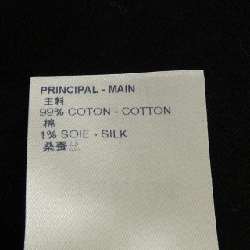 PRINCIPAL - MAIN
主料
99% COTON - COTTON
棉
1% SOIE - SILK
桑蚕丝